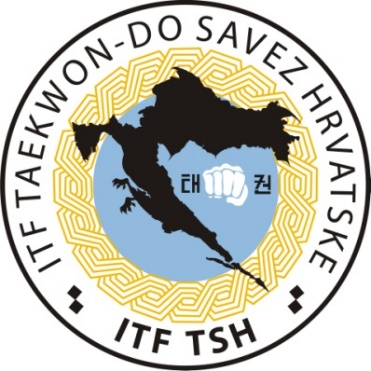 ITF TAEKWON-DO SAVEZ HRVATSKE
태 권
ITF TSH